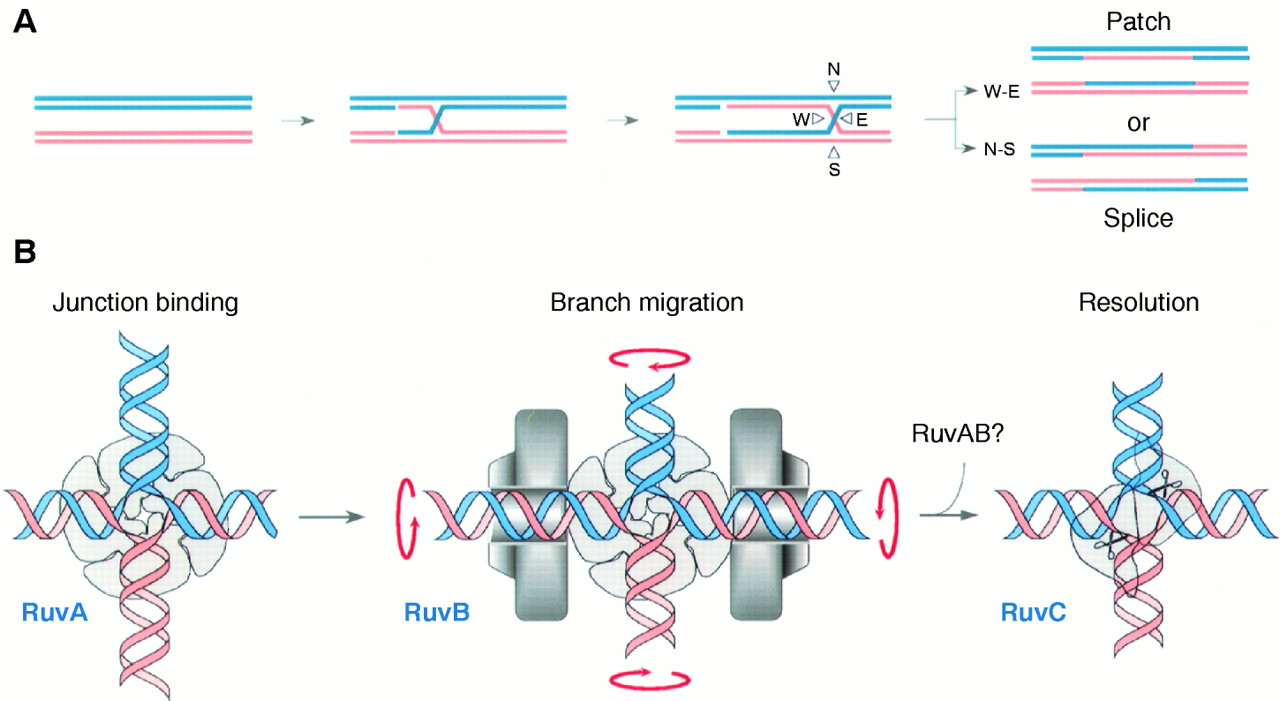 A
Patch
N
W
E
S
W-E
or
N-S
Splice
B
Junction binding
Branch migration
Resolution
RuvAB?
RuvA
RuvB
RuvC